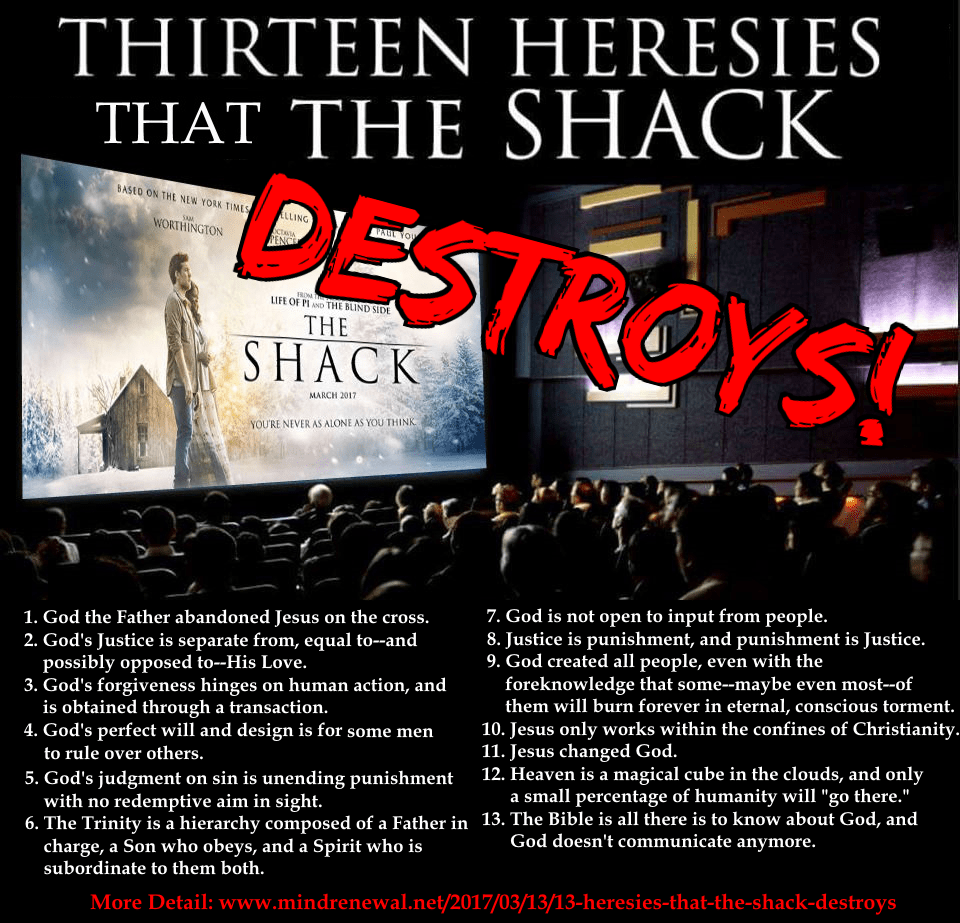 THIRTEEN HERESIES
THAT THE SHACK
DESTROYS!
BASED ON THE NEW YORK TIMES
ELLING
PAUL YOU
SAM
WORTHINGTON
OCTAVIA
PENCE
FROM
LIFE OF PI AND THE BLIND SIDE
THE
SHACK
MARCH 2017
YOU'RE NEVER AS ALONE AS YOU THINK.
1. God the Father abandoned Jesus on the cross.
2. God's Justice is separate from, equal to--and
possibly opposed to--His Love.
3. God's forgiveness hinges on human action, and
is obtained through a transaction.
4. God's perfect will and design is for some men
to rule over others.
5. God's judgment on sin is unending punishment
with no redemptive aim in sight.
6. The Trinity is a hierarchy composed of a Father in
charge, a Son who obeys, and a Spirit who is
subordinate to them both.
7. God is not open to input from people.
8. Justice is punishment, and punishment is Justice.
9. God created all people, even with the
foreknowledge that some--maybe even most--of
them will burn forever in eternal, conscious torment.
10. Jesus only works within the confines of Christianity.
11. Jesus changed God.
12. Heaven is a magical cube in the clouds, and only
a small percentage of humanity will "go there."
13. The Bible is all there is to know about God, and
God doesn't communicate anymore.
More Detail: www.mindrenewal.net/2017/03/13/13-heresies-that-the-shack-destroys